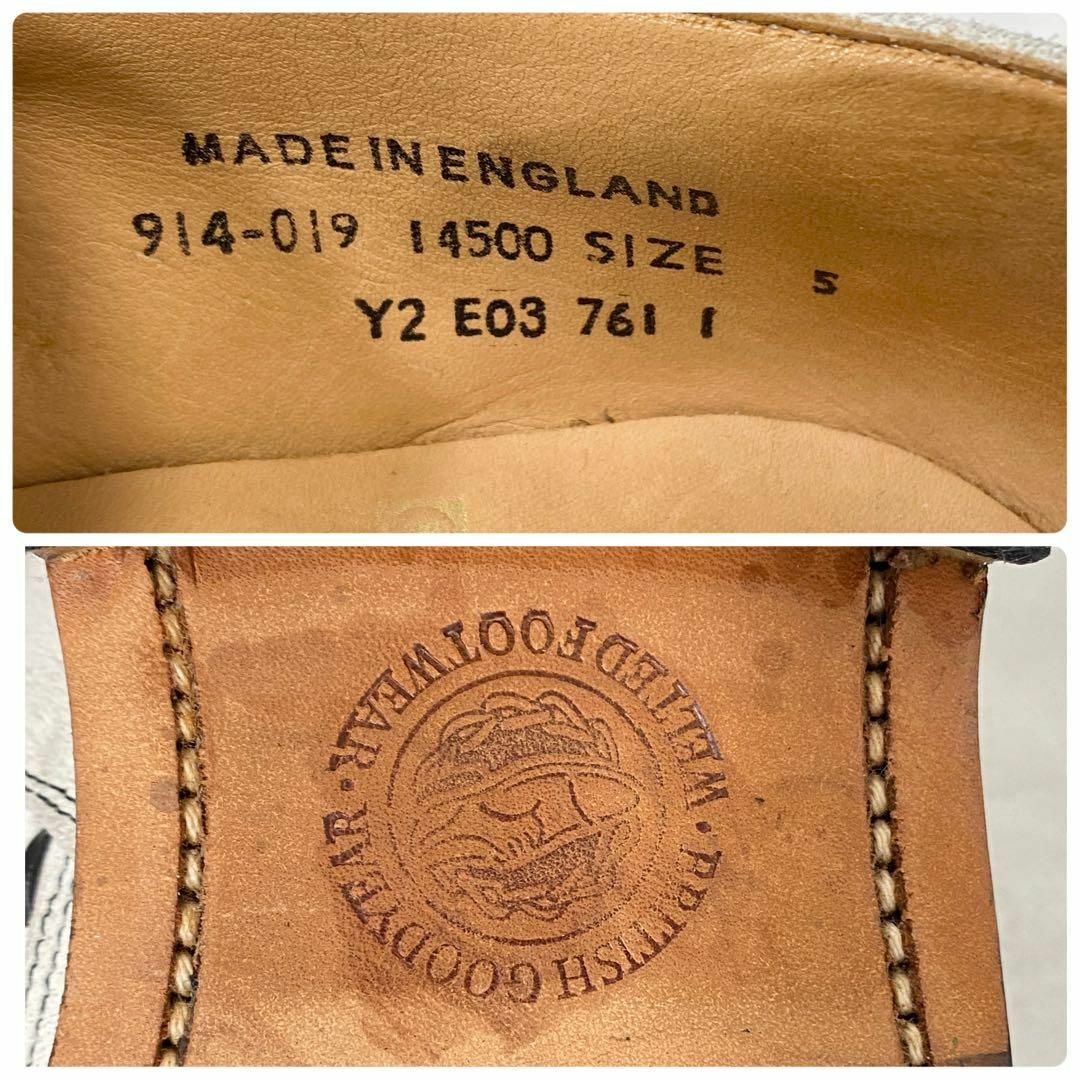 MADE IN ENGLAND
914-019 14500 SIZE 5
Y2 E03 761 1
BRITISH GOODYEAR · WELTED FOOTWEAR ·